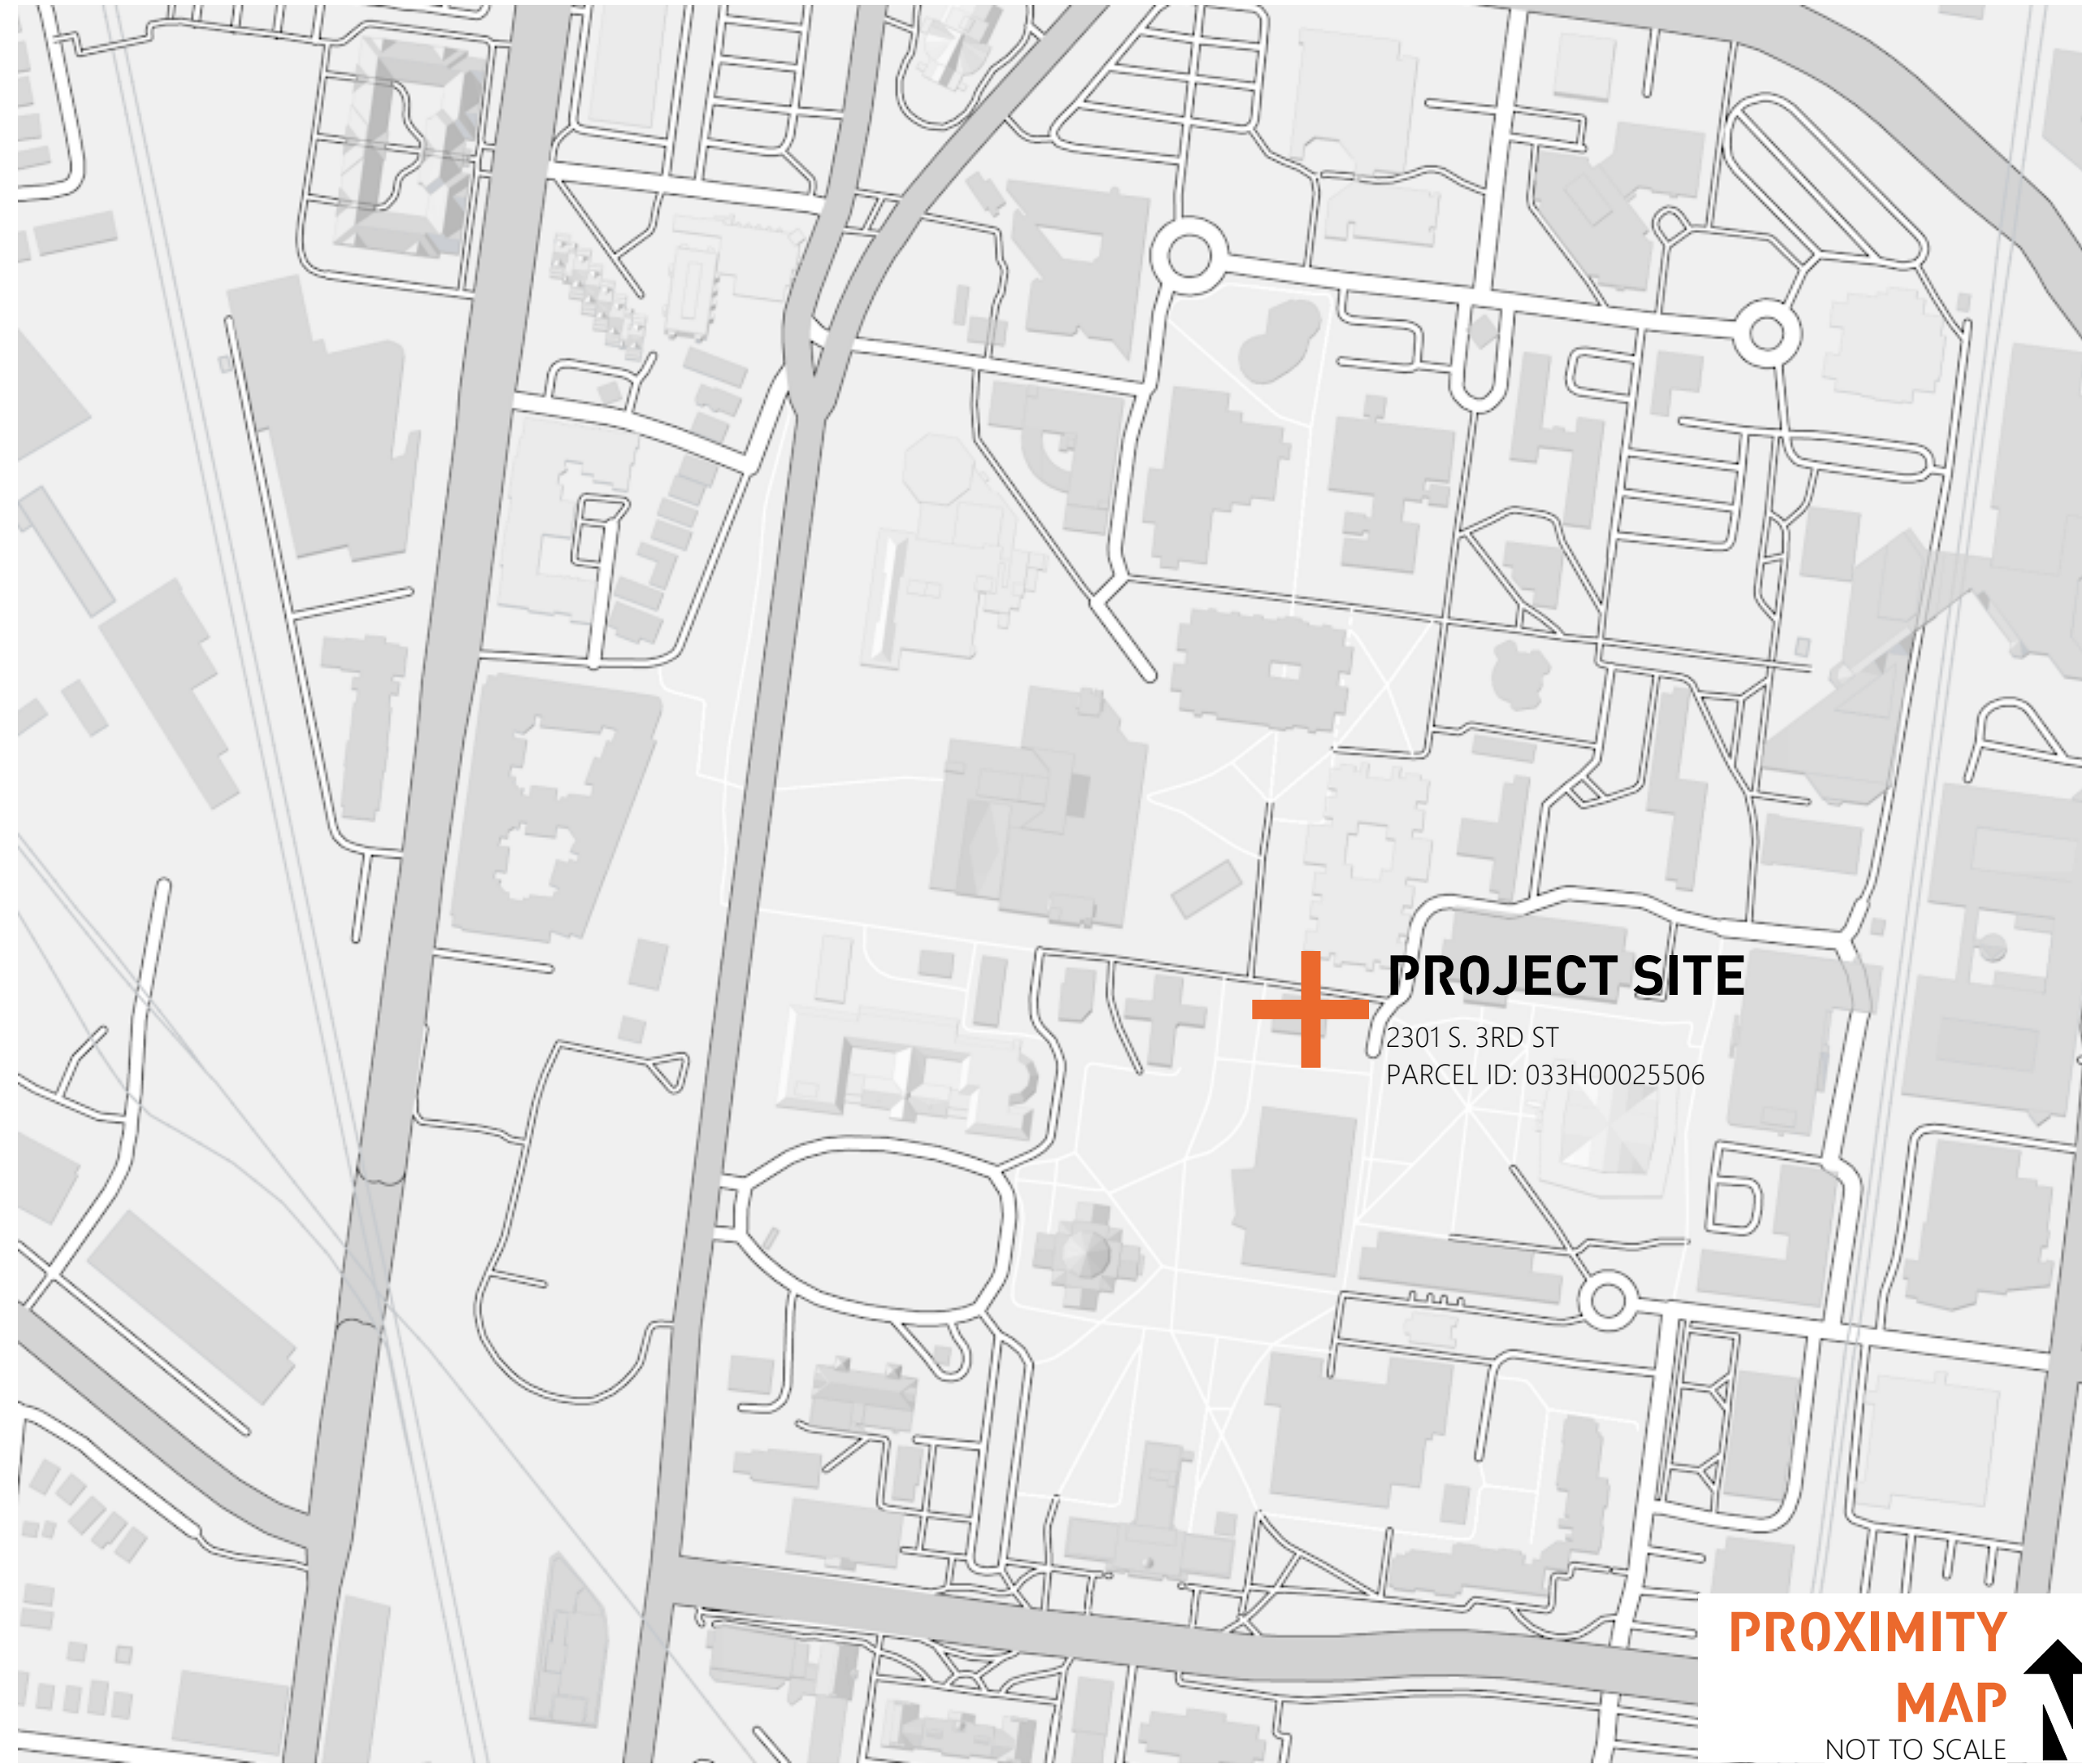 PROJECT SITE
2301 S. 3RD ST
PARCEL ID: 033H00025506
PROXIMITY
MAP
NOT TO SCALE
N